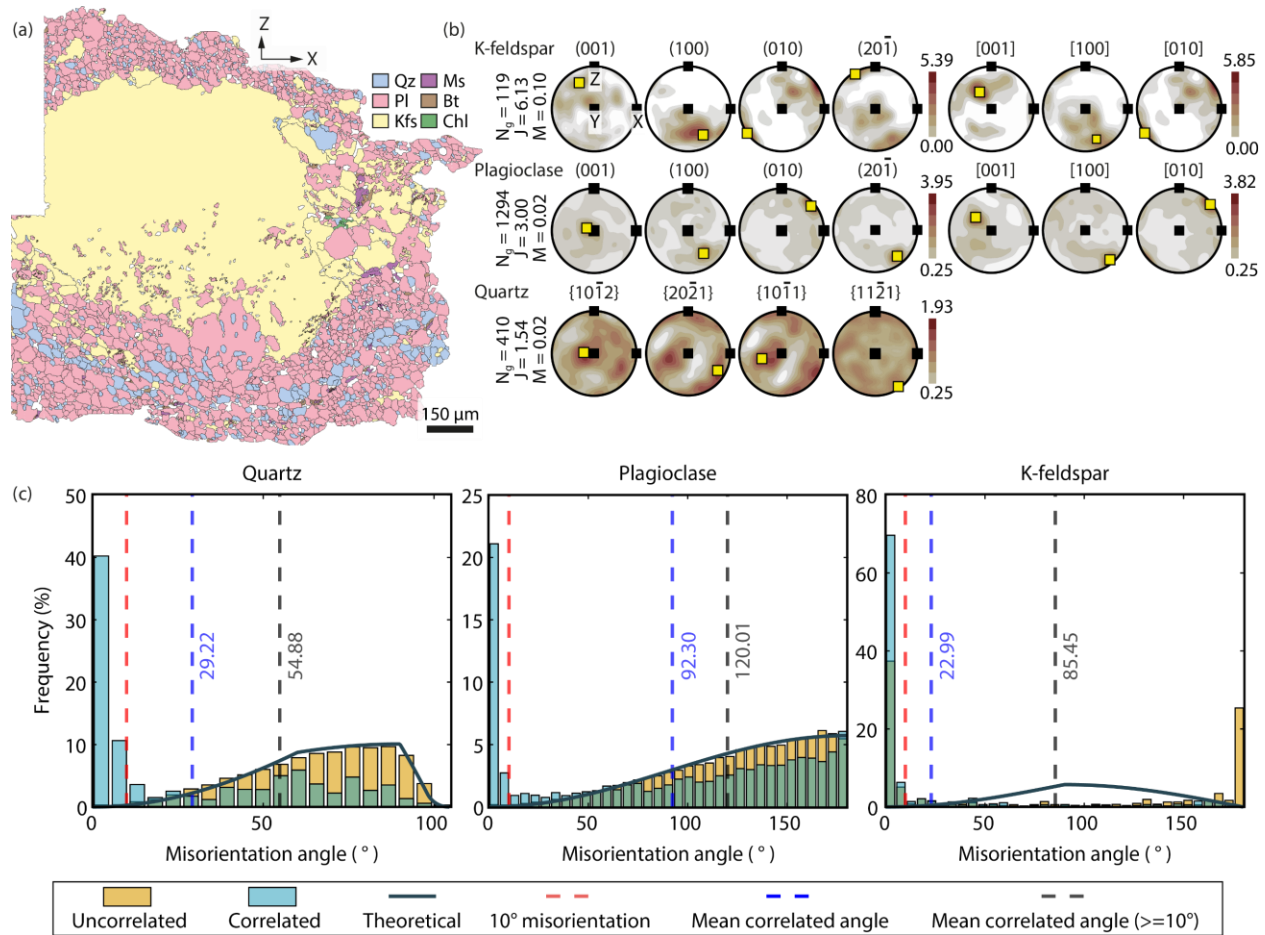 (a)
Z
X
Qz Ms
Pl Bt
Kfs Chl
150 µm
(b)
K-feldspar
N_g = 119
J = 6.13
M = 0.10
(001) (100) (010) (201̄) [001] [100] [010]
Z
Y X
5.39
0.00
5.85
0.00
Plagioclase
N_g = 1294
J = 3.00
M = 0.02
(001) (100) (010) (201̄) [001] [100] [010]
3.95
0.25
3.82
0.25
Quartz
N_g = 410
J = 1.54
M = 0.02
{101̄2} {202̄1} {101̄1} {112̄1}
1.93
0.25
(c)
Quartz Plagioclase K-feldspar
Frequency (%)
50
40
30
20
10
0
29.22
54.88
0 50 100
Misorientation angle ( ° )
25
20
15
10
5
0
92.30
120.01
0 50 100 150
Misorientation angle ( ° )
80
60
40
20
0
22.99
85.45
0 50 100 150
Misorientation angle ( ° )
Uncorrelated Correlated Theoretical 10° misorientation Mean correlated angle Mean correlated angle (>=10°)